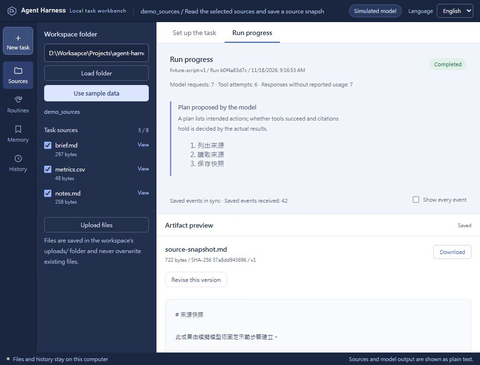 Agent Harness Local task workbench demo_sources / Read the selected sources and save a source snapsh Simulated model Language English
New task
Sources
Routines
Memory
History
Workspace folder
D:\Worksapce\Projects\agent-harn
Load folder
Use sample data
demo_sources
Task sources 3 / 8
brief.md View
297 bytes
metrics.csv View
48 bytes
notes.md View
258 bytes
Upload files
Files are saved in the workspace's
uploads/ folder and never overwrite
existing files.
Set up the task Run progress
Run progress Completed
fixture-script-v1 / Run b0f4a83d7c / 11/18/2026, 9:16:53 AM
Model requests: 7 · Tool attempts: 6 · Responses without reported usage: 7
Plan proposed by the model
A plan lists intended actions; whether tools succeed and citations
hold is decided by the actual results.
1. 列出來源
2. 讀取來源
3. 保存快照
Saved events in sync · Saved events received: 42 Show every event
Artifact preview Saved
source-snapshot.md Download
722 bytes / SHA-256 37a8dd943696 / v1
Revise this version
# 來源快照
此成果由模擬模型依固定示範步驟建立。
Files and history stay on this computer Sources and model output are shown as plain text.